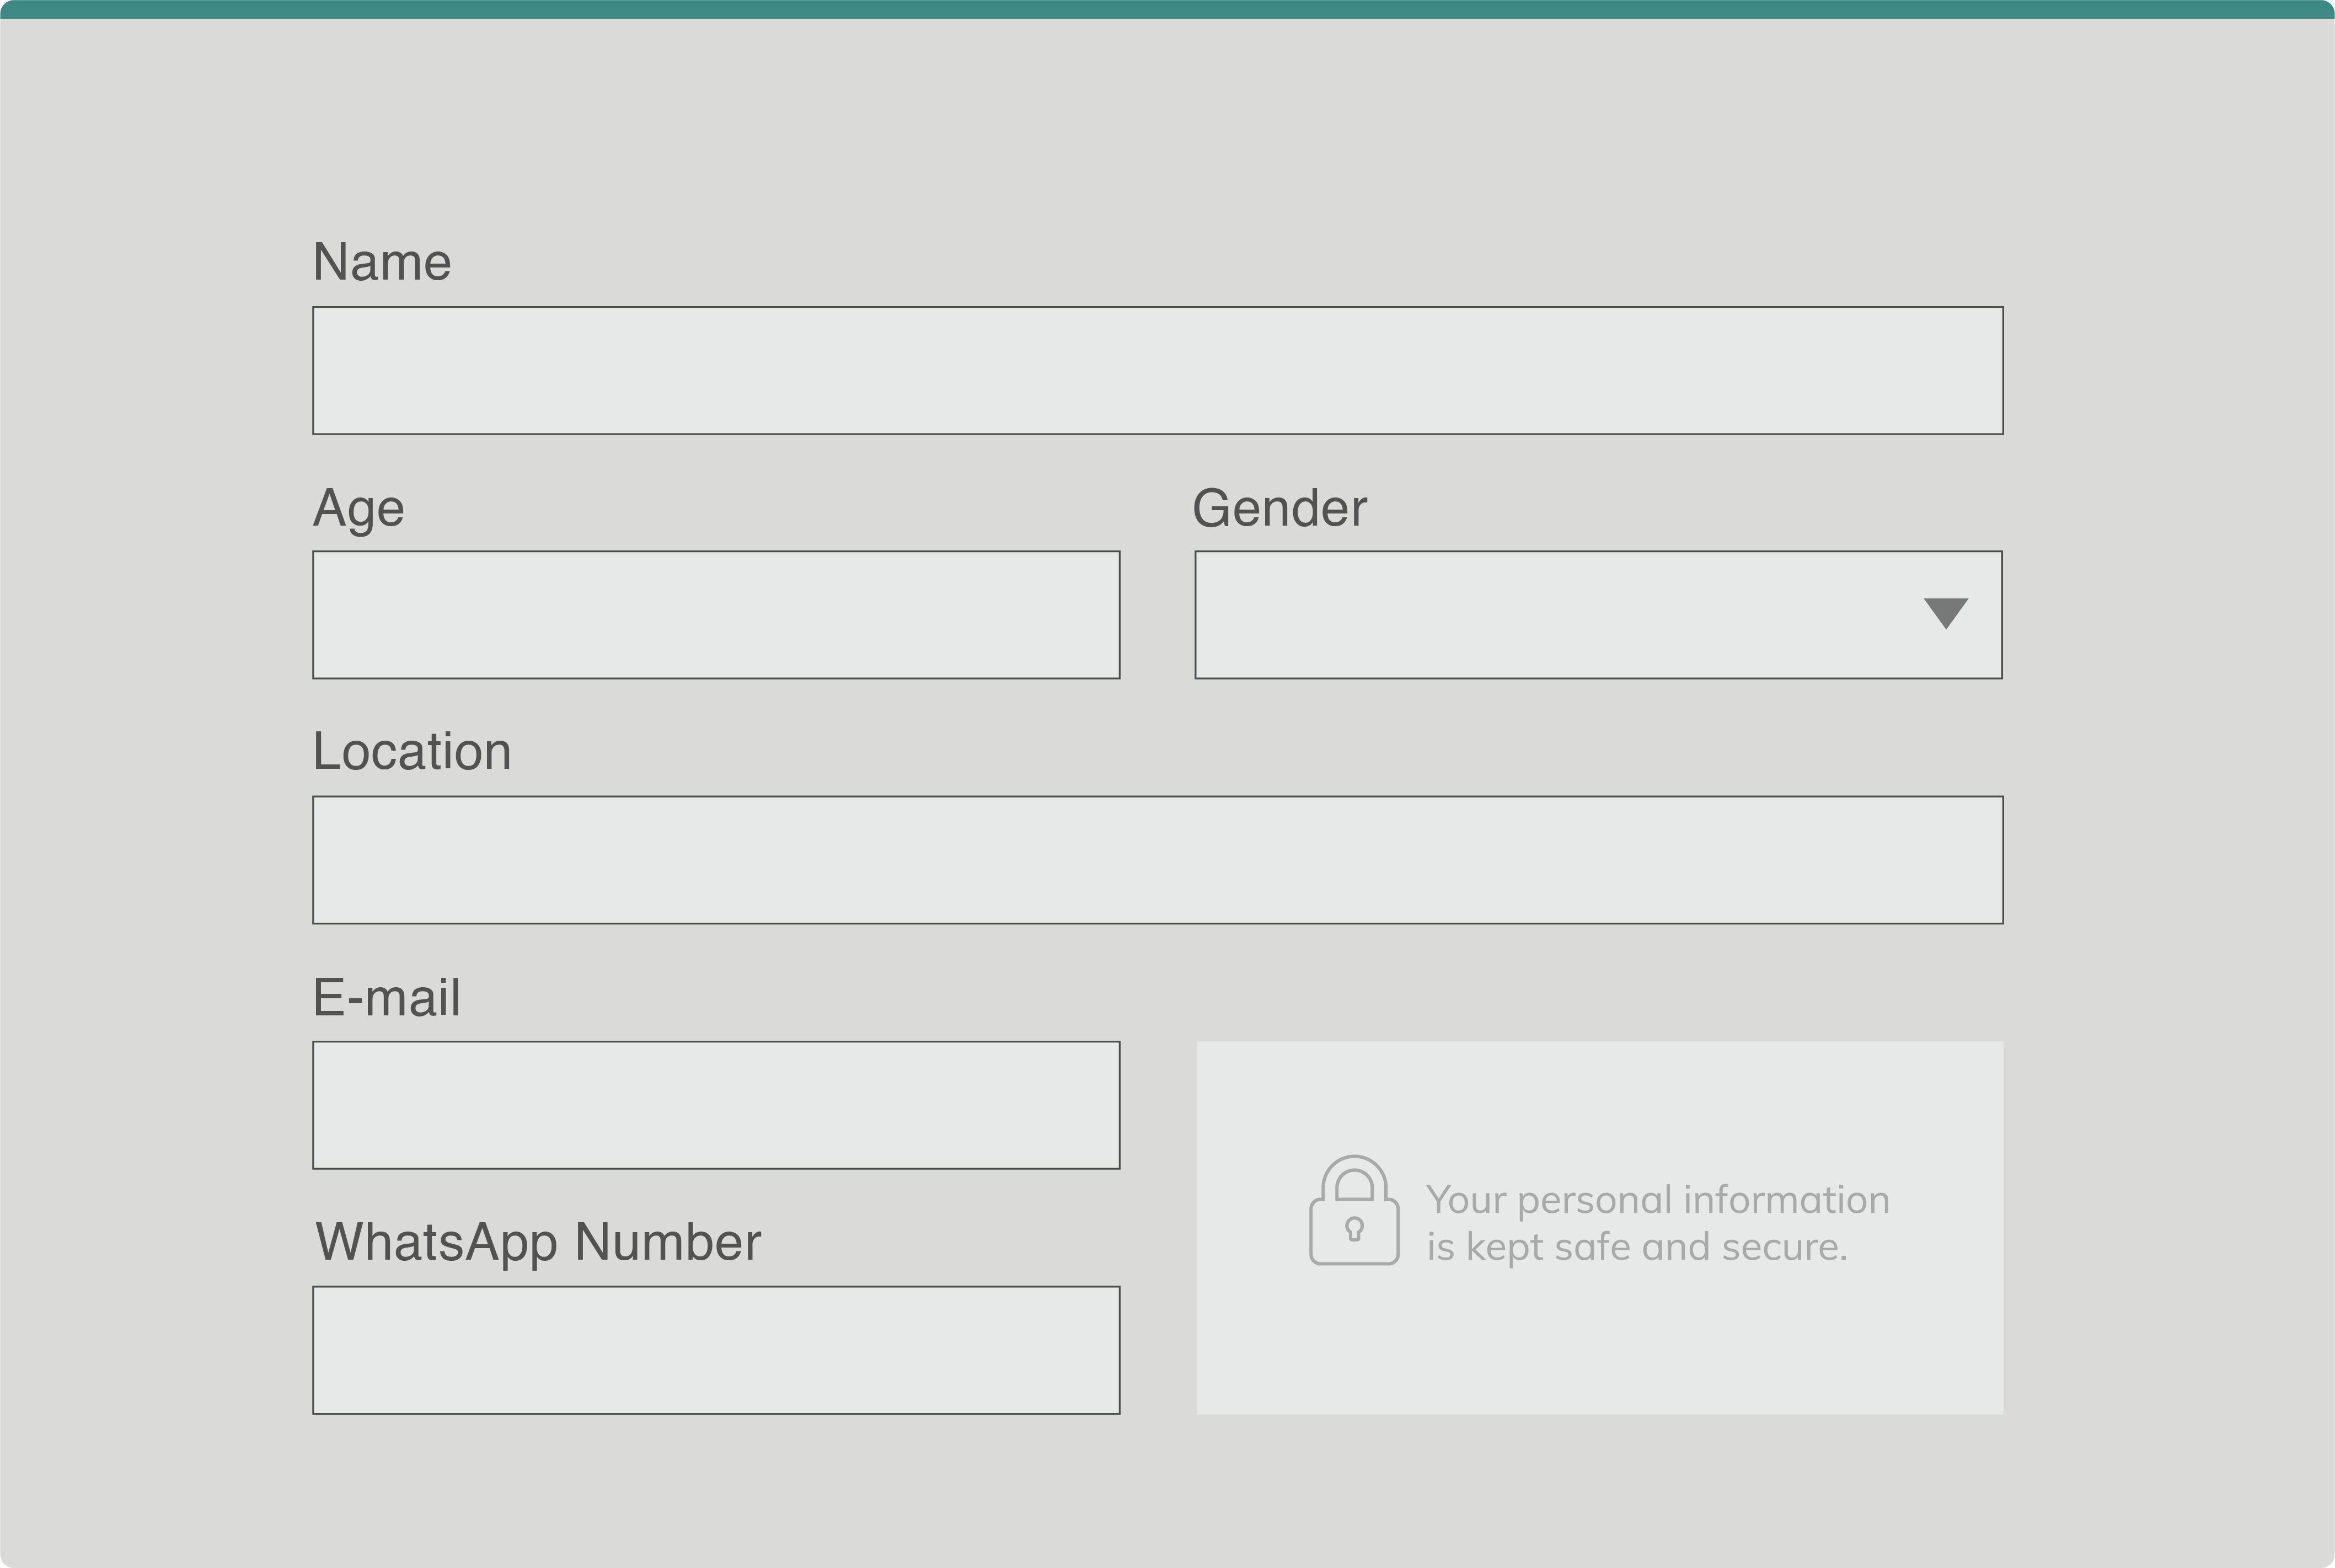 Name
Age
Gender
Location
E-mail
WhatsApp Number
Your personal information
is kept safe and secure.